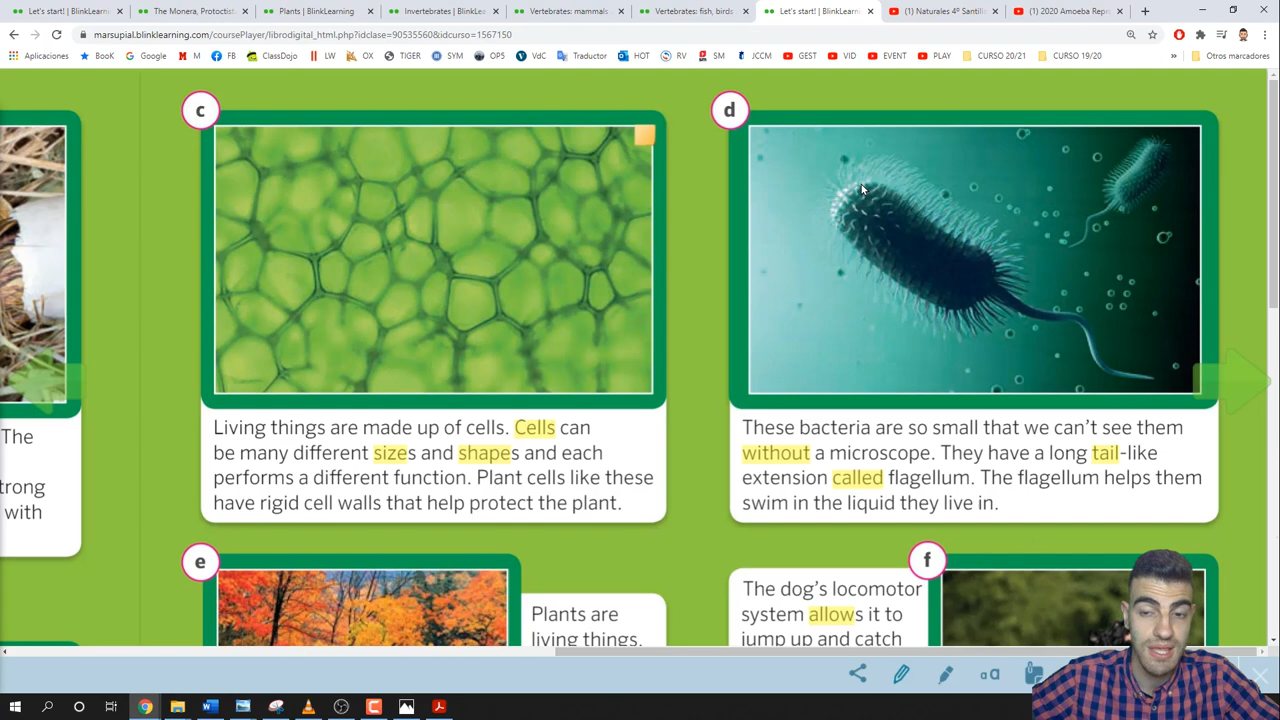 Let's start! | BlinkLearnin
The Monera, Protoctist
Plants | BlinkLearning
Invertebrates | BlinkLea
Vertebrates: mammals
Vertebrates: fish, birds
Let's start! | BlinkLearni
(1) Naturales 4º Santill
(1) 2020 Amoeba Repr
marsupial.blinklearning.com/coursePlayer/librodigital_html.php?idclase=90535560&idcurso=1567150
Aplicaciones
BooK
Google
M
FB
ClassDojo
LW
OX
TIGER
SYM
OPS
VdC
Traductor
HOT
RV
SM
JCCM
GEST
VID
EVENT
PLAY
CURSO 20/21
CURSO 19/20
»
Otros marcadores
The
trong
with
c
Living things are made up of cells. Cells can
be many different sizes and shapes and each
performs a different function. Plant cells like these
have rigid cell walls that help protect the plant.
d
These bacteria are so small that we can't see them
without a microscope. They have a long tail-like
extension called flagellum. The flagellum helps them
swim in the liquid they live in.
e
Plants are
living things.
f
The dog's locomotor
system allows it to
jump up and catch
aa